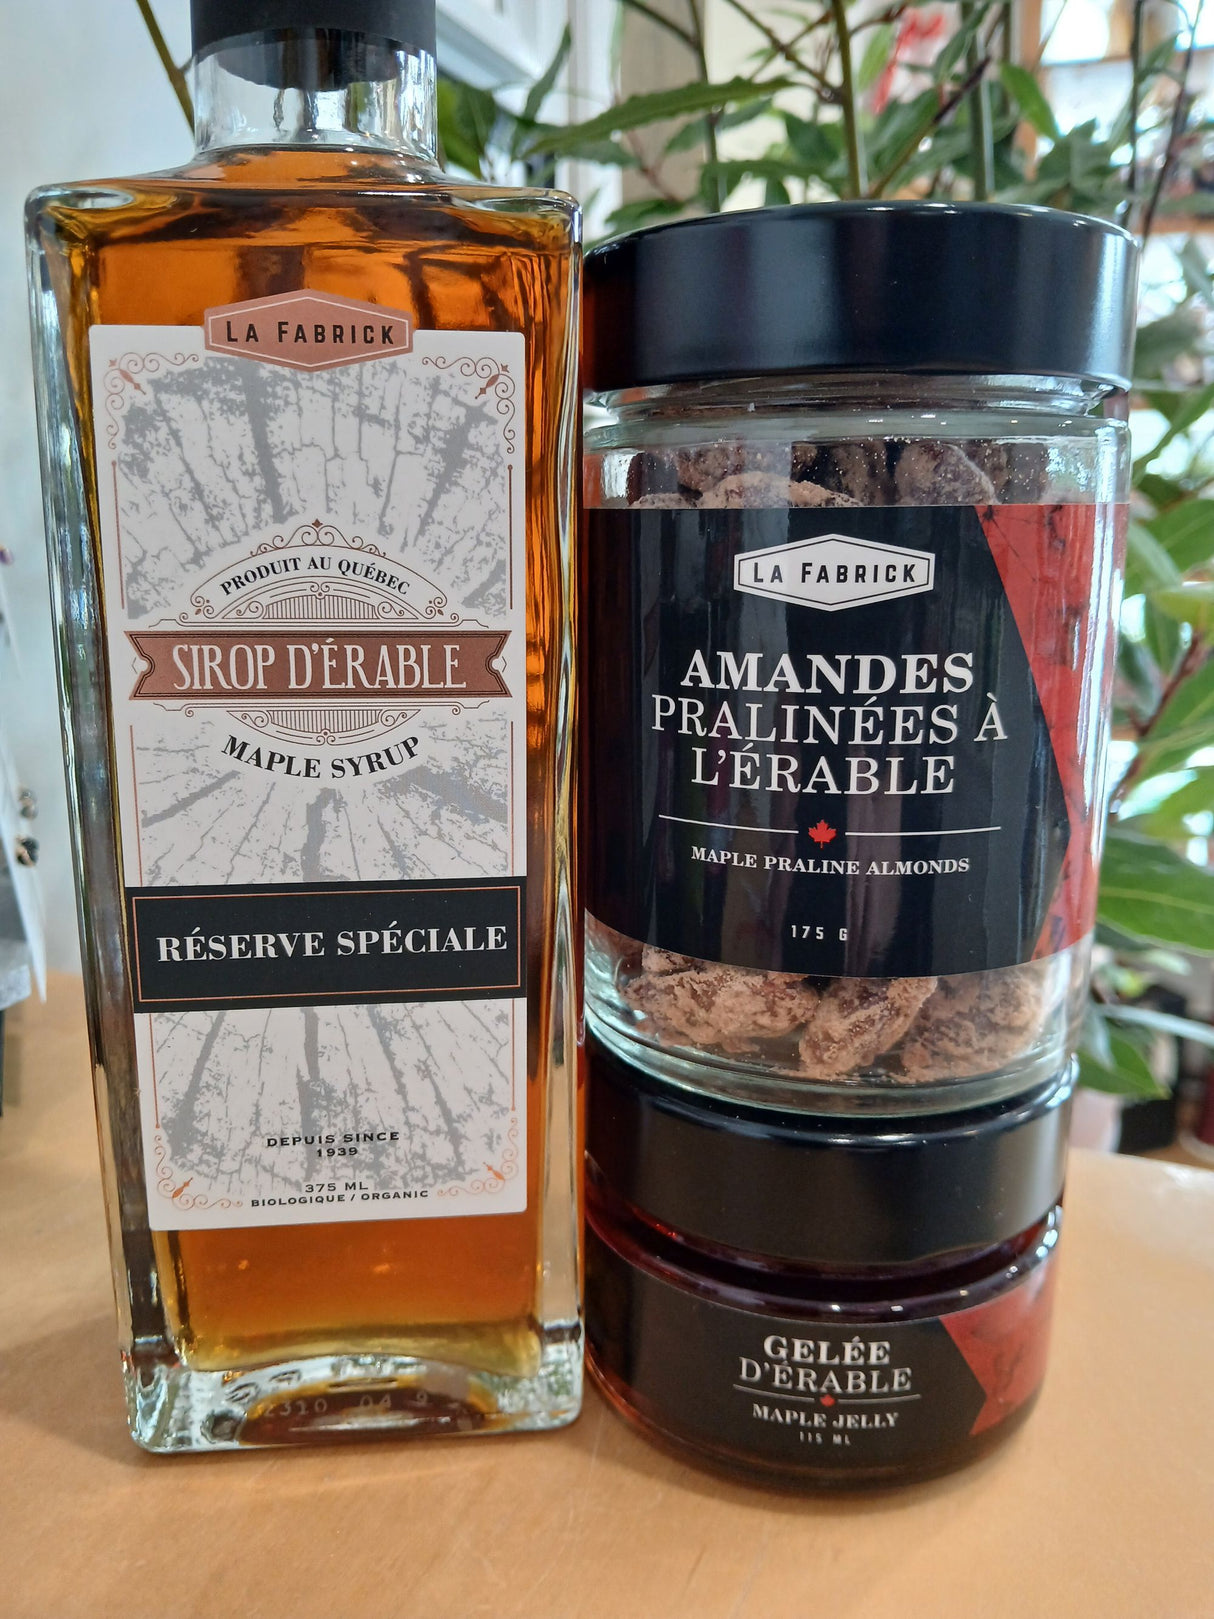 LA FABRICK
PRODUIT AU QUÉBEC
SIROP D'ÉRABLE
MAPLE SYRUP
RÉSERVE SPÉCIALE
DEPUIS SINCE
1939
375 ML
BIOLOGIQUE / ORGANIC
LA FABRICK
AMANDES
PRALINÉES À
L'ÉRABLE
MAPLE PRALINE ALMONDS
175 G
GELÉE
D'ÉRABLE
MAPLE JELLY
115 ML